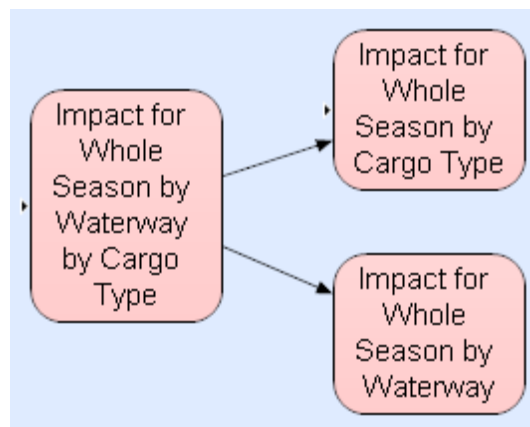 Impact for
Whole
Season by
Waterway
by Cargo
Type
Impact for
Whole
Season by
Cargo Type
Impact for
Whole
Season by
Waterway